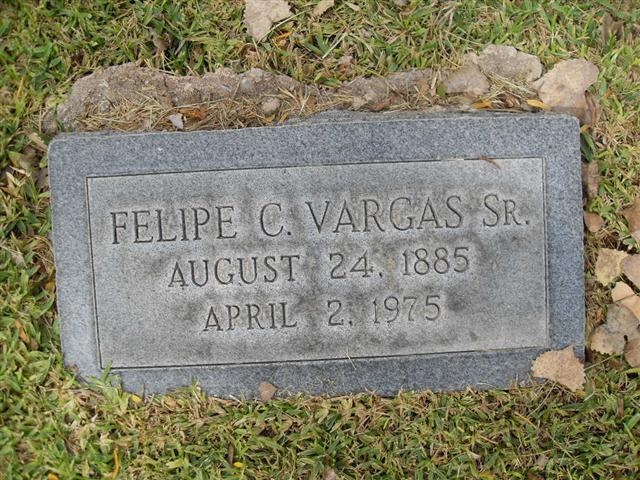 FELIPE C. VARGAS SR.
AUGUST 24, 1885
APRIL 2, 1975